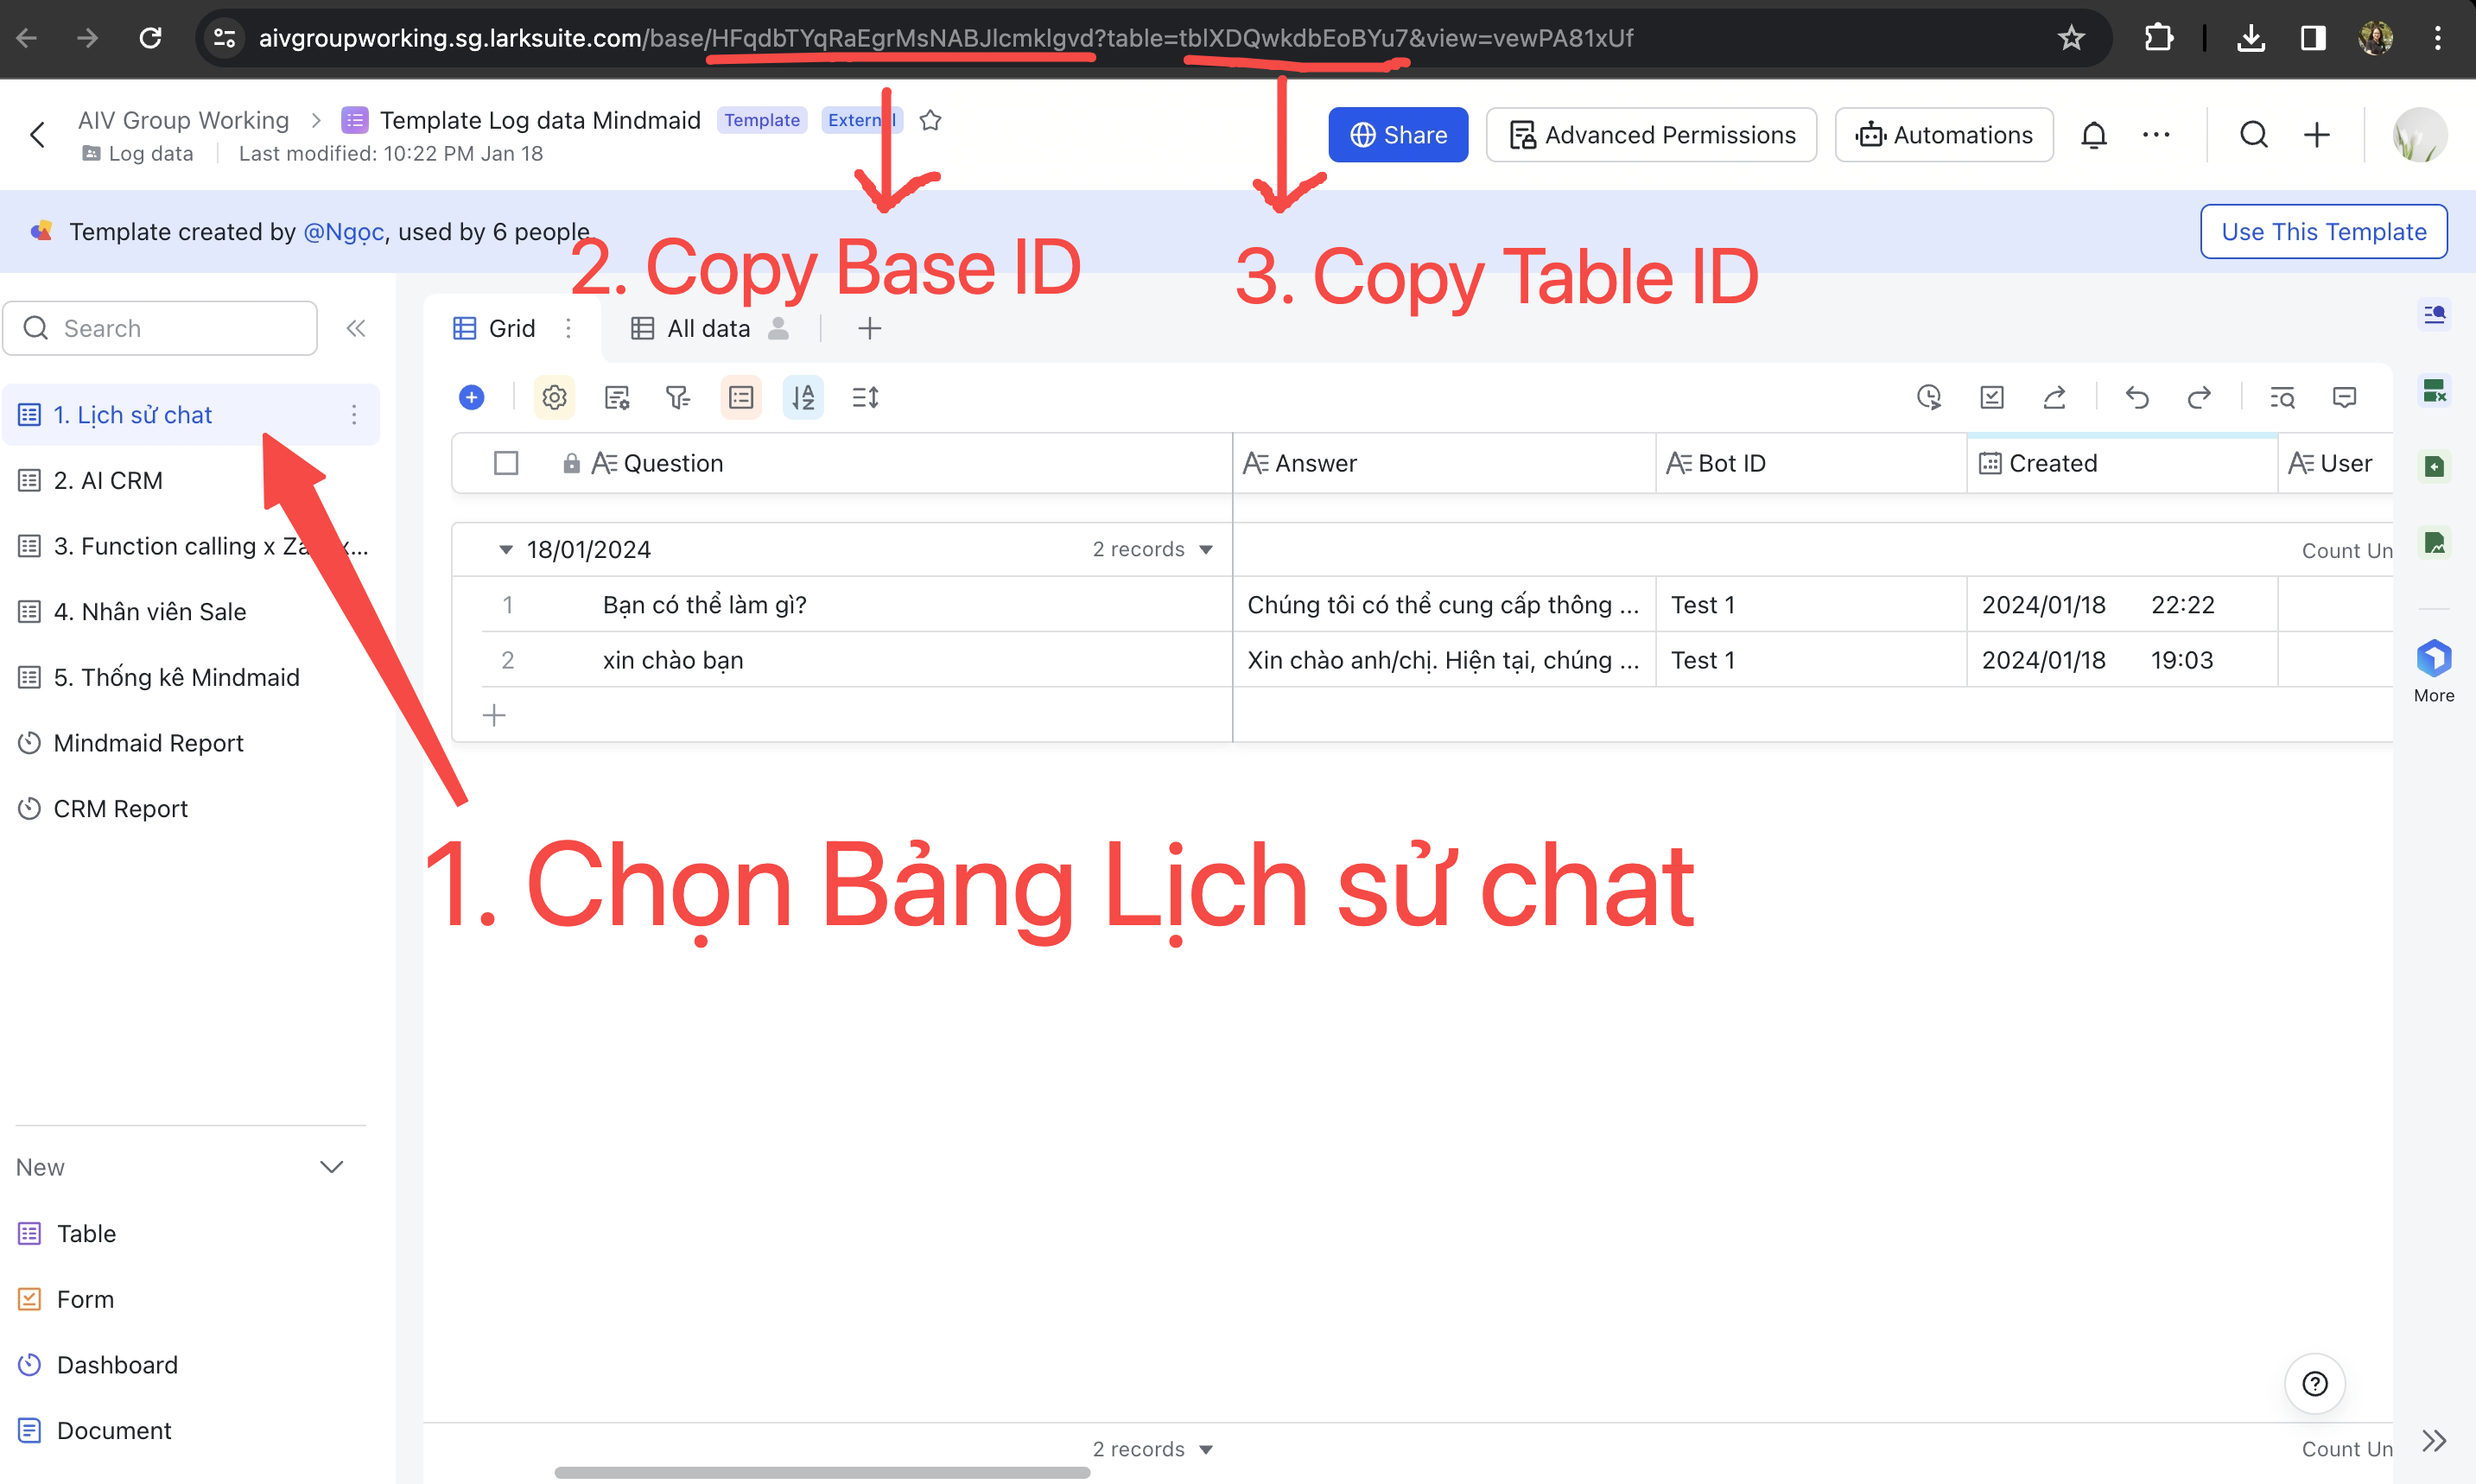 aivgroupworking.sg.larksuite.com/base/HFqdbTYqRaEgrMsNABJlcmklgvd?table=tblXDQwkdbEoBYu7&view=vewPA81xUf
AIV Group Working > Template Log data Mindmaid Template External
Log data Last modified: 10:22 PM Jan 18
Share
Advanced Permissions
Automations
Template created by @Ngọc, used by 6 people
Use This Template
2. Copy Base ID
3. Copy Table ID
Search
Grid
All data
1. Lịch sử chat
2. AI CRM
3. Function calling x Za x...
4. Nhân viên Sale
5. Thống kê Mindmaid
Mindmaid Report
CRM Report
Question Answer Bot ID Created User
18/01/2024 2 records Count Un
1 Bạn có thể làm gì? Chúng tôi có thể cung cấp thông ... Test 1 2024/01/18 22:22
2 xin chào bạn Xin chào anh/chị. Hiện tại, chúng ... Test 1 2024/01/18 19:03
More
1. Chọn Bảng Lịch sử chat
New
Table
Form
Dashboard
Document
2 records Count Un